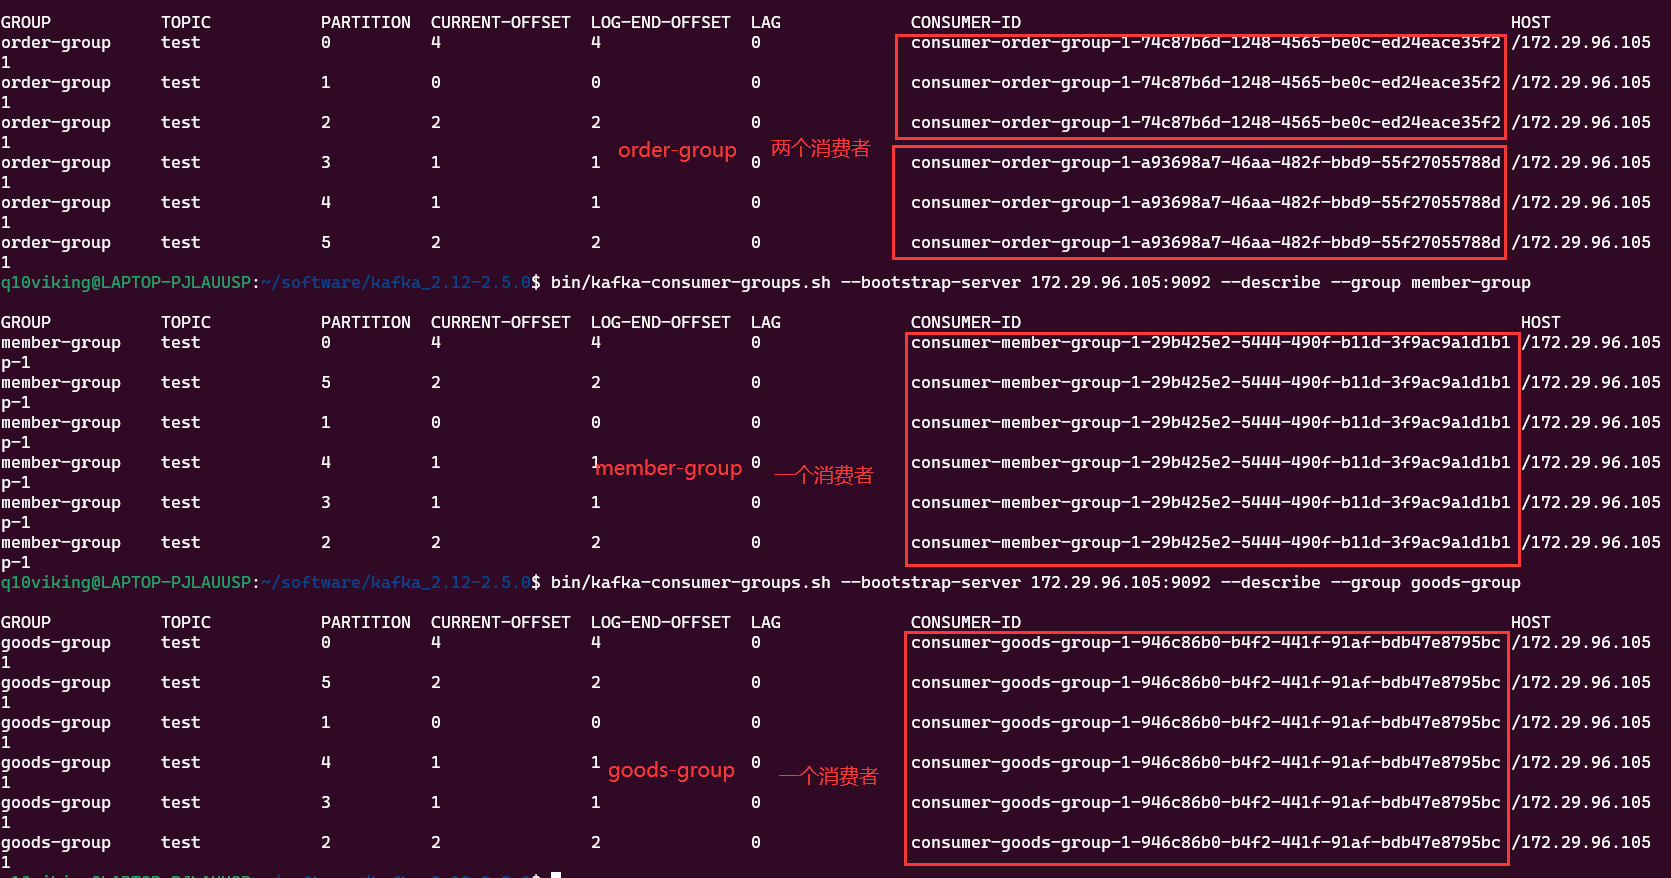 GROUP TOPIC PARTITION CURRENT-OFFSET LOG-END-OFFSET LAG CONSUMER-ID HOST
order-group test 0 4 4 0 consumer-order-group-1-74c87b6d-1248-4565-be0c-ed24eace35f2 /172.29.96.105
1
order-group test 1 0 0 0 consumer-order-group-1-74c87b6d-1248-4565-be0c-ed24eace35f2 /172.29.96.105
1
order-group test 2 2 2 0 consumer-order-group-1-74c87b6d-1248-4565-be0c-ed24eace35f2 /172.29.96.105
1
order-group 两个消费者
order-group test 3 1 1 0 consumer-order-group-1-a93698a7-46aa-482f-bbd9-55f27055788d /172.29.96.105
1
order-group test 4 1 1 0 consumer-order-group-1-a93698a7-46aa-482f-bbd9-55f27055788d /172.29.96.105
1
order-group test 5 2 2 0 consumer-order-group-1-a93698a7-46aa-482f-bbd9-55f27055788d /172.29.96.105
1
q10viking@LAPTOP-PJLAUUSP:~/software/kafka_2.12-2.5.0$ bin/kafka-consumer-groups.sh --bootstrap-server 172.29.96.105:9092 --describe --group member-group
GROUP TOPIC PARTITION CURRENT-OFFSET LOG-END-OFFSET LAG CONSUMER-ID HOST
member-group test 0 4 4 0 consumer-member-group-1-29b425e2-5444-490f-b11d-3f9ac9a1d1b1 /172.29.96.105
p-1
member-group test 5 2 2 0 consumer-member-group-1-29b425e2-5444-490f-b11d-3f9ac9a1d1b1 /172.29.96.105
p-1
member-group test 1 0 0 0 consumer-member-group-1-29b425e2-5444-490f-b11d-3f9ac9a1d1b1 /172.29.96.105
p-1
member-group test 4 1 1 0 consumer-member-group-1-29b425e2-5444-490f-b11d-3f9ac9a1d1b1 /172.29.96.105
member-group 一个消费者
p-1
member-group test 3 1 1 0 consumer-member-group-1-29b425e2-5444-490f-b11d-3f9ac9a1d1b1 /172.29.96.105
p-1
member-group test 2 2 2 0 consumer-member-group-1-29b425e2-5444-490f-b11d-3f9ac9a1d1b1 /172.29.96.105
p-1
q10viking@LAPTOP-PJLAUUSP:~/software/kafka_2.12-2.5.0$ bin/kafka-consumer-groups.sh --bootstrap-server 172.29.96.105:9092 --describe --group goods-group
GROUP TOPIC PARTITION CURRENT-OFFSET LOG-END-OFFSET LAG CONSUMER-ID HOST
goods-group test 0 4 4 0 consumer-goods-group-1-946c86b0-b4f2-441f-91af-bdb47e8795bc /172.29.96.105
1
goods-group test 5 2 2 0 consumer-goods-group-1-946c86b0-b4f2-441f-91af-bdb47e8795bc /172.29.96.105
1
goods-group test 1 0 0 0 consumer-goods-group-1-946c86b0-b4f2-441f-91af-bdb47e8795bc /172.29.96.105
1
goods-group test 4 1 1 0 consumer-goods-group-1-946c86b0-b4f2-441f-91af-bdb47e8795bc /172.29.96.105
goods-group 一个消费者
1
goods-group test 3 1 1 0 consumer-goods-group-1-946c86b0-b4f2-441f-91af-bdb47e8795bc /172.29.96.105
1
goods-group test 2 2 2 0 consumer-goods-group-1-946c86b0-b4f2-441f-91af-bdb47e8795bc /172.29.96.105
1